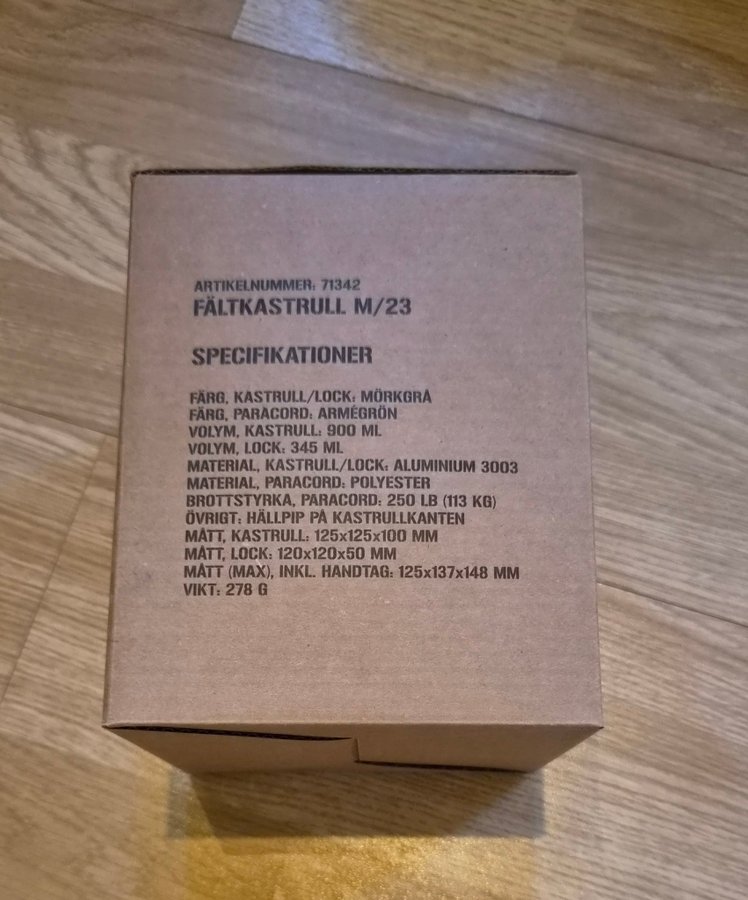 ARTIKELNUMMER: 71342
FÄLTKASTRULL M/23
SPECIFIKATIONER
FÄRG, KASTRULL/LOCK: MÖRKGRÅ
FÄRG, PARACORD: ARMÉGRÖN
VOLYM, KASTRULL: 900 ML
VOLYM, LOCK: 345 ML
MATERIAL, KASTRULL/LOCK: ALUMINIUM 3003
MATERIAL, PARACORD: POLYESTER
BROTTSTYRKA, PARACORD: 250 LB (113 KG)
ÖVRIGT: HÄLLPIP PÅ KASTRULLKANTEN
MÅTT, KASTRULL: 125x125x100 MM
MÅTT, LOCK: 120x120x50 MM
MÅTT (MAX), INKL. HANDTAG: 125x137x148 MM
VIKT: 278 G